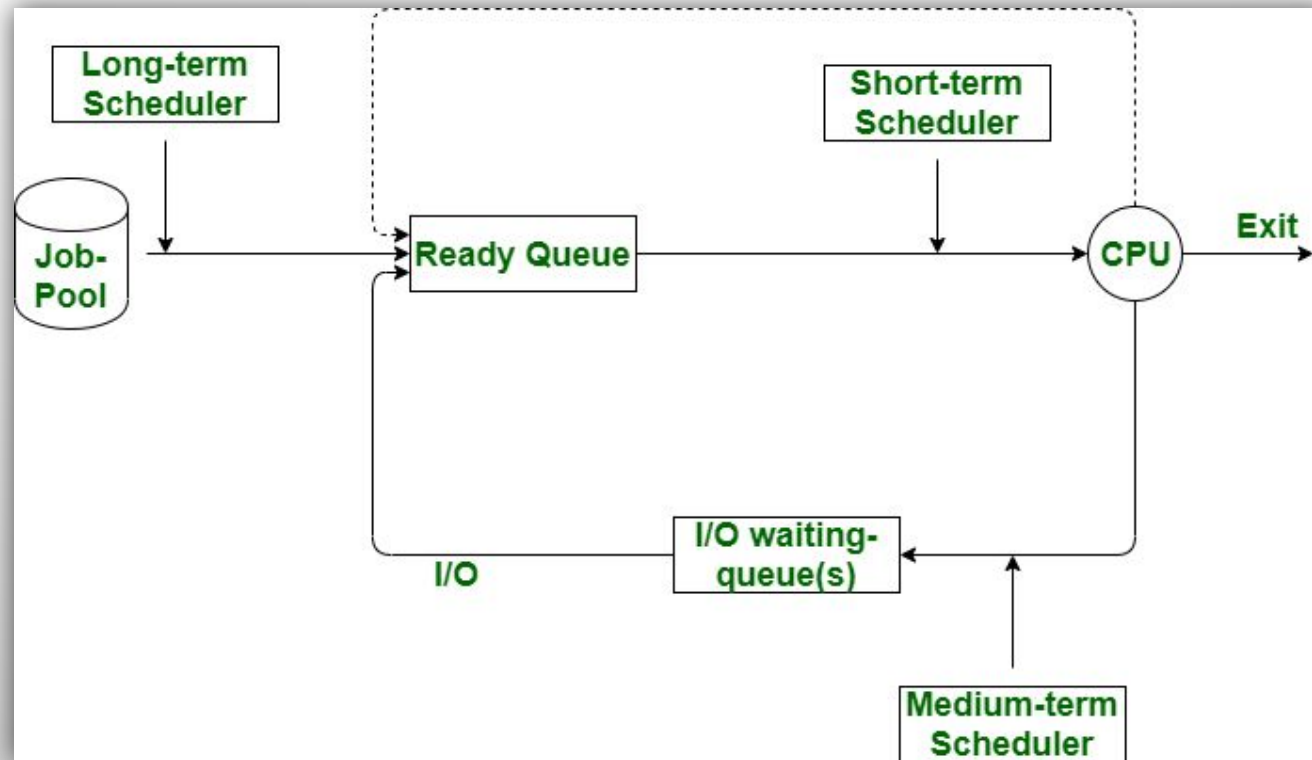 Long-term
Scheduler
Short-term
Scheduler
Job-
Pool
Ready Queue
CPU
Exit
I/O waiting-
queue(s)
I/O
Medium-term
Scheduler